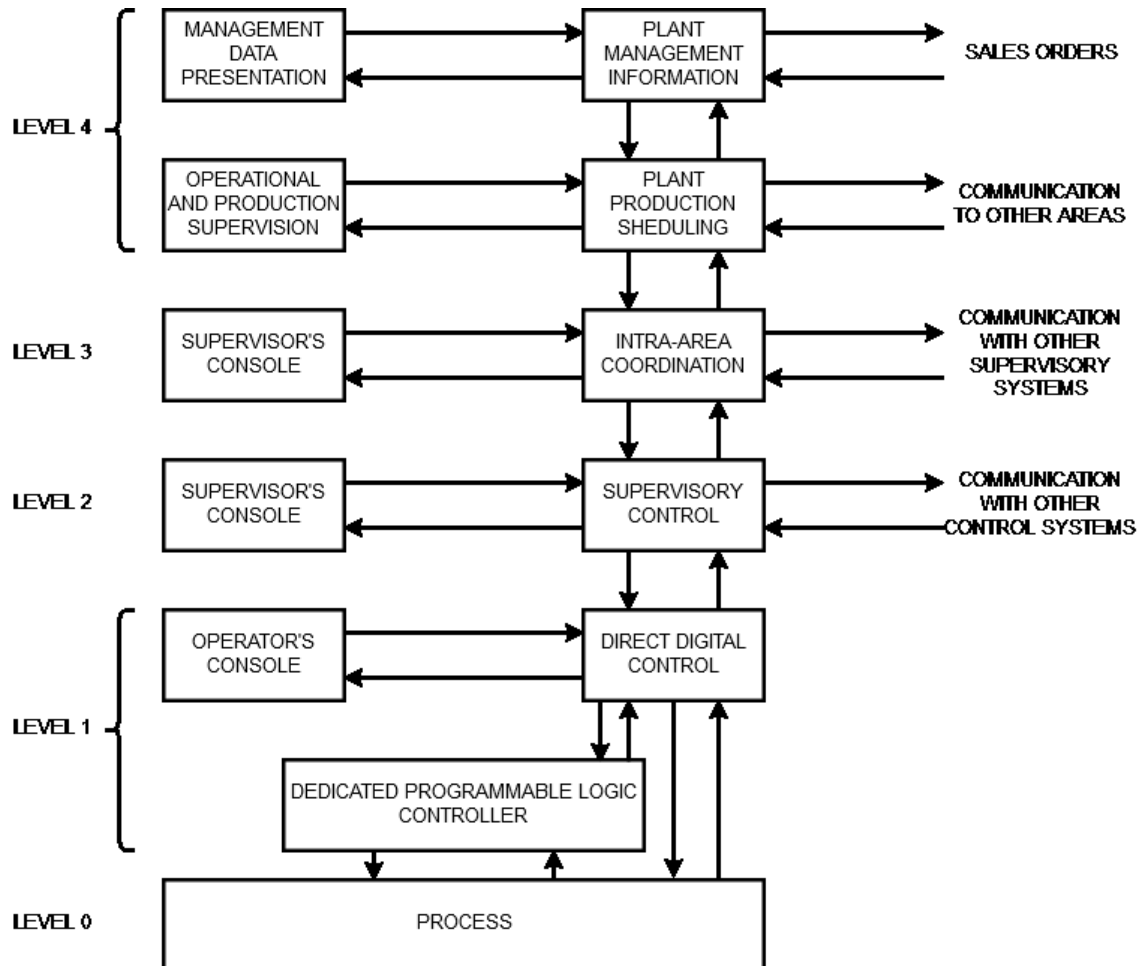 MANAGEMENT
DATA
PRESENTATION
PLANT
MANAGEMENT
INFORMATION
SALES ORDERS
LEVEL 4
OPERATIONAL
AND PRODUCTION
SUPERVISION
PLANT
PRODUCTION
SHEDULING
COMMUNICATION
TO OTHER AREAS
LEVEL 3
SUPERVISOR'S
CONSOLE
INTRA-AREA
COORDINATION
COMMUNICATION
WITH OTHER
SUPERVISORY
SYSTEMS
LEVEL 2
SUPERVISOR'S
CONSOLE
SUPERVISORY
CONTROL
COMMUNICATION
WITH OTHER
CONTROL SYSTEMS
LEVEL 1
OPERATOR'S
CONSOLE
DIRECT DIGITAL
CONTROL
DEDICATED PROGRAMMABLE LOGIC
CONTROLLER
LEVEL 0
PROCESS